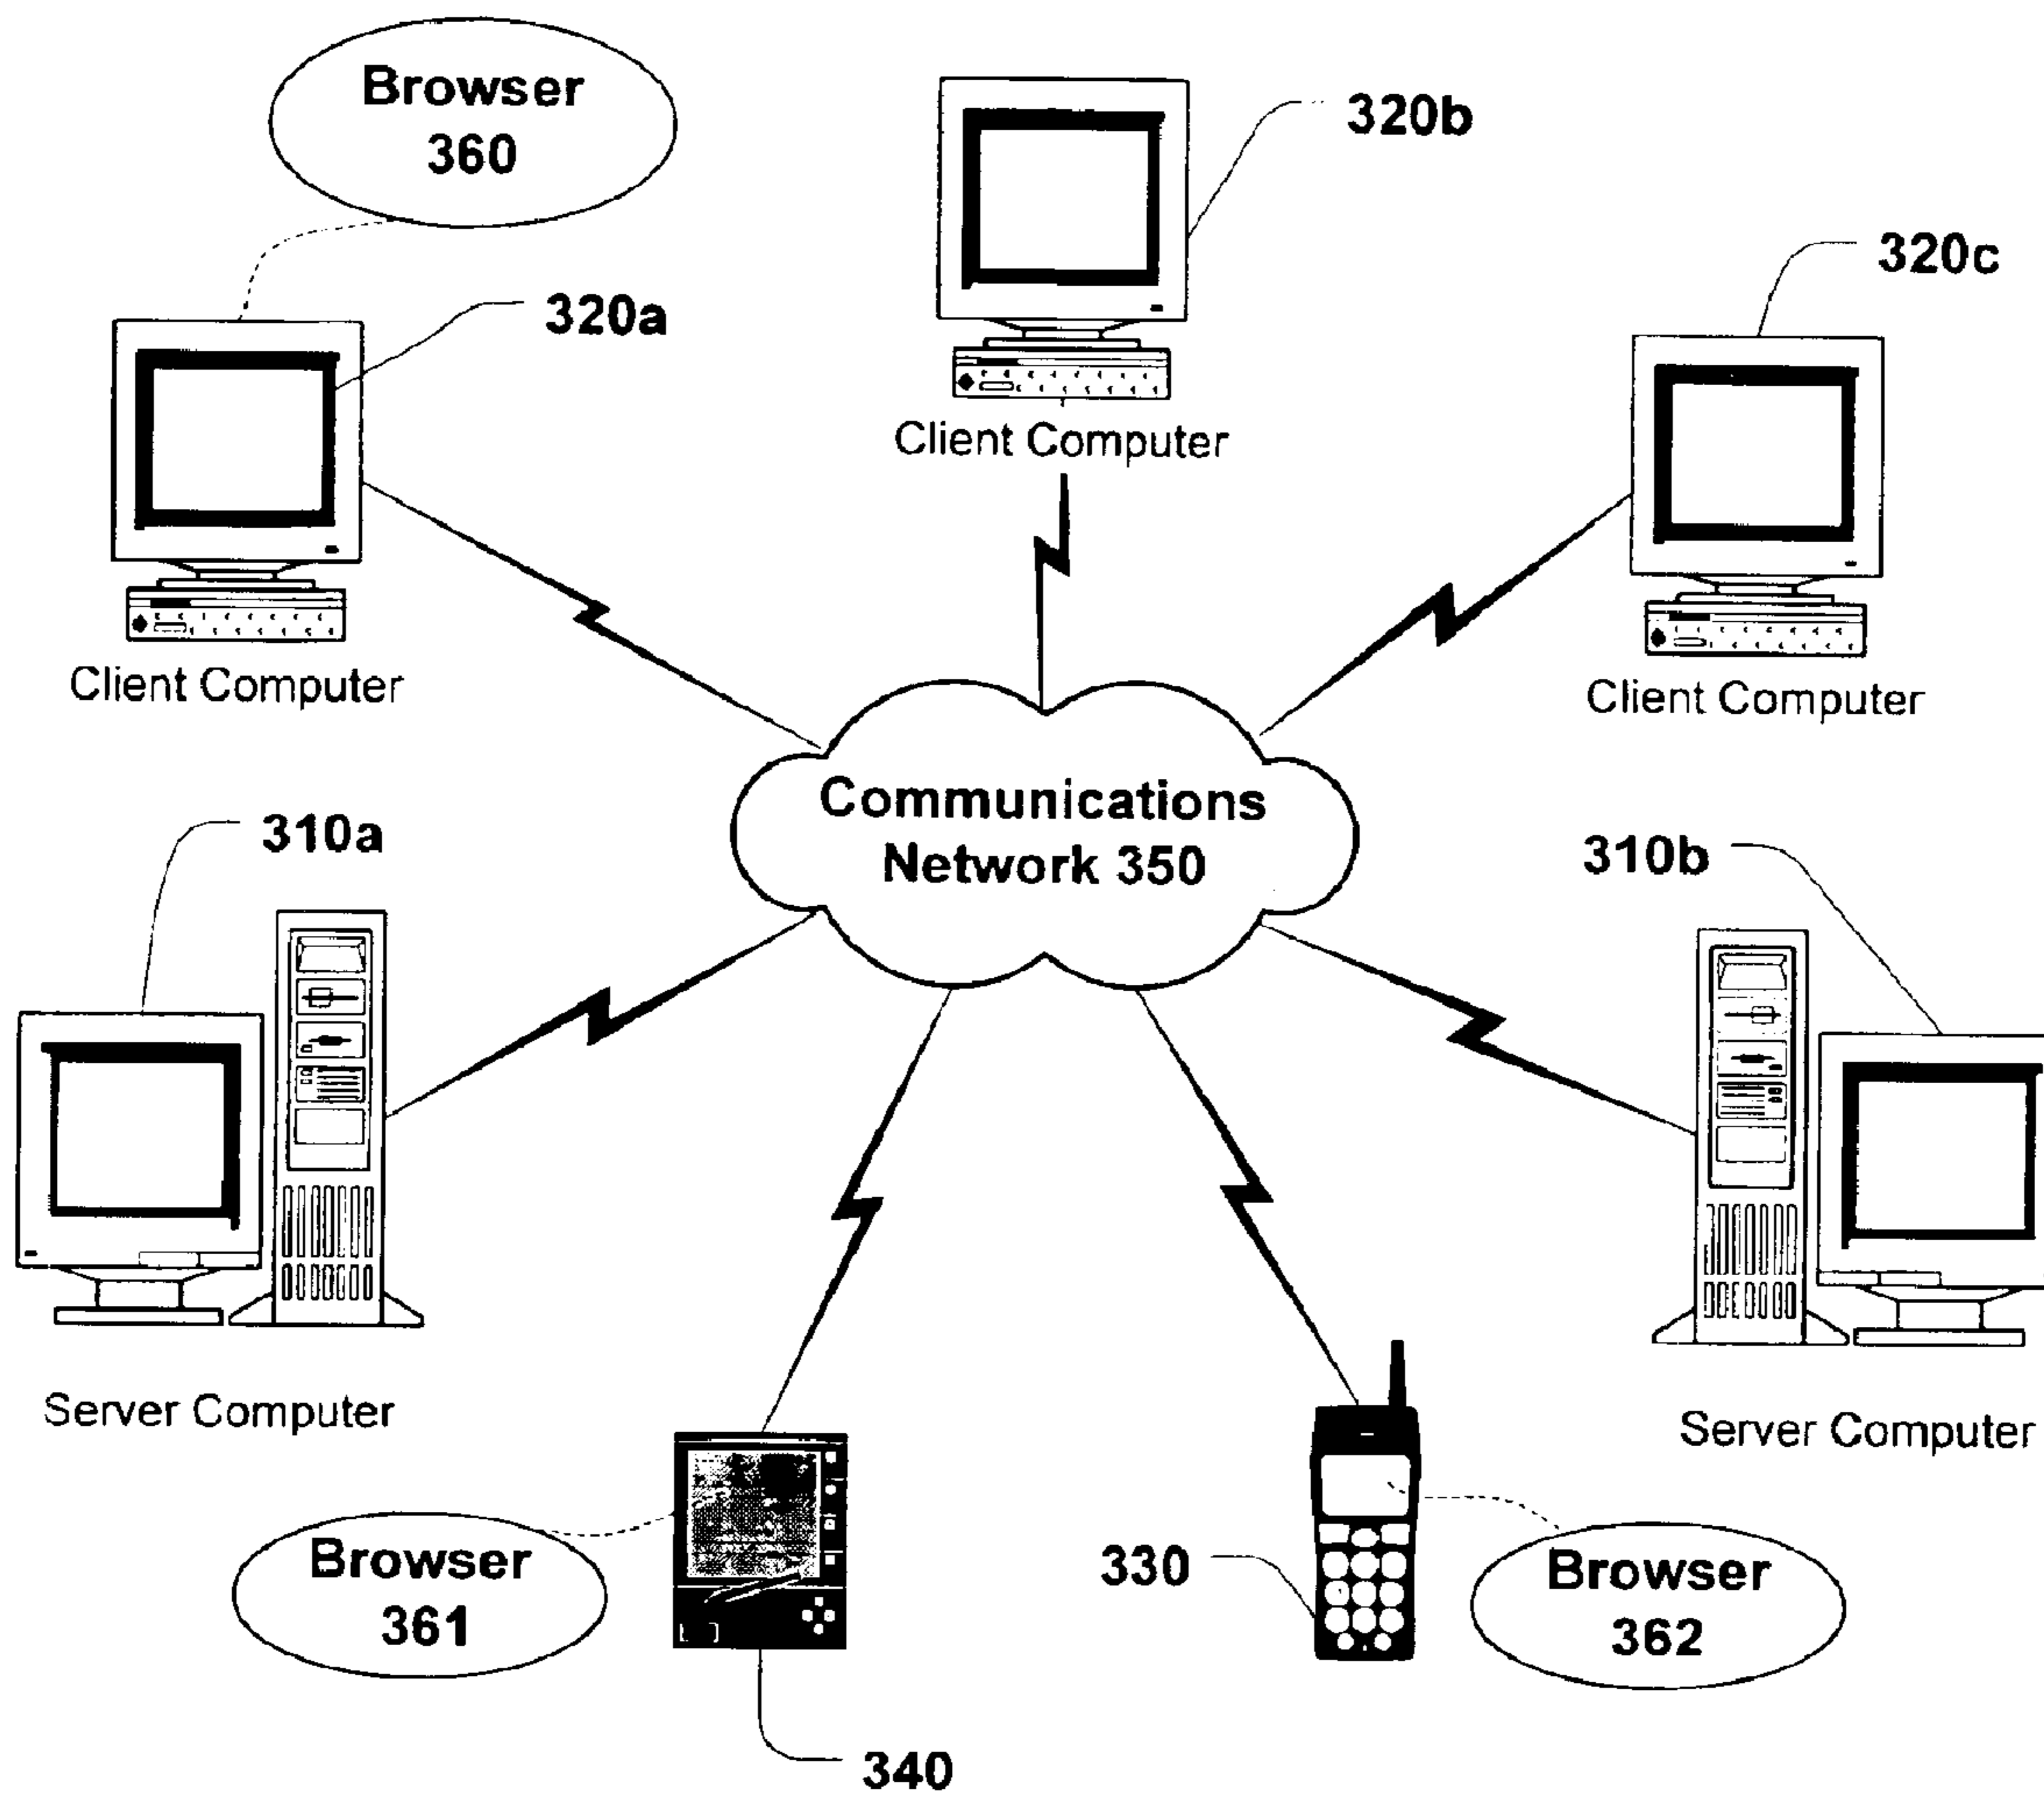 Browser
360
320b
320c
320a
Client Computer
Client Computer
Client Computer
Communications
Network 350
310a
310b
Server Computer
Server Computer
Browser
361
330
Browser
362
340